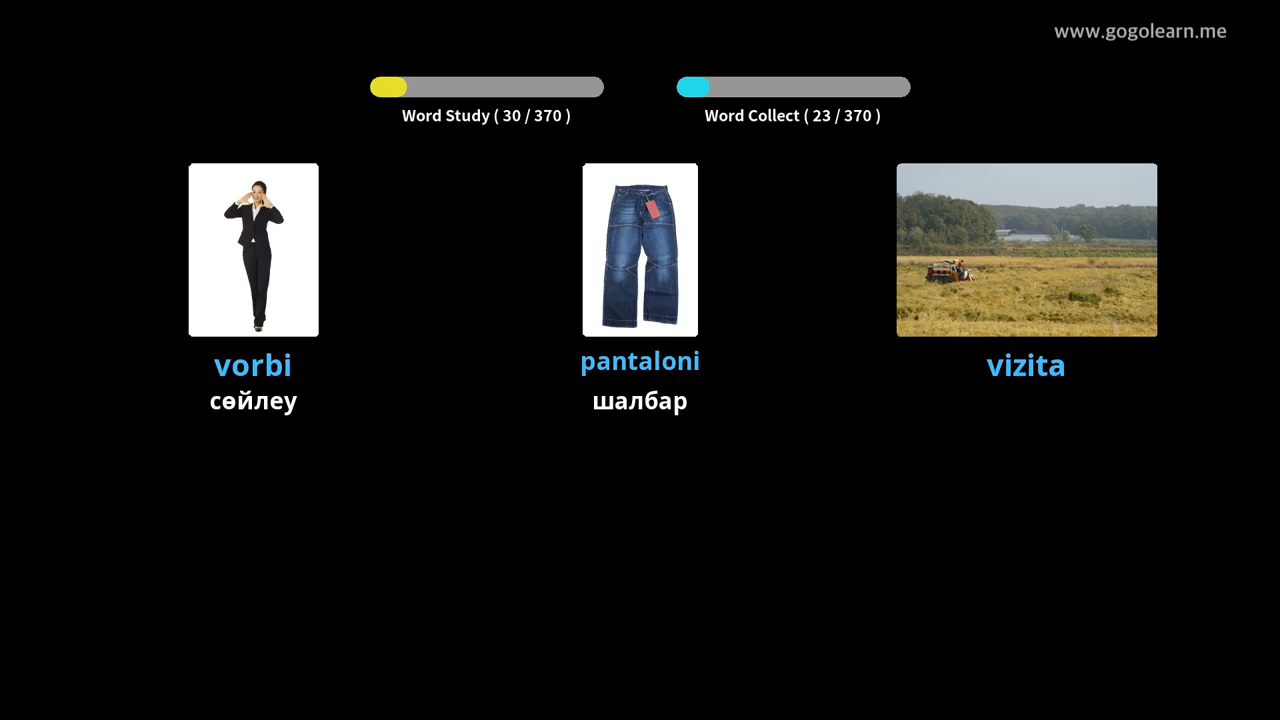 www.gogolearn.me
Word Study ( 30 / 370 )
Word Collect ( 23 / 370 )
vorbi
сөйлеу
pantaloni
шалбар
vizita